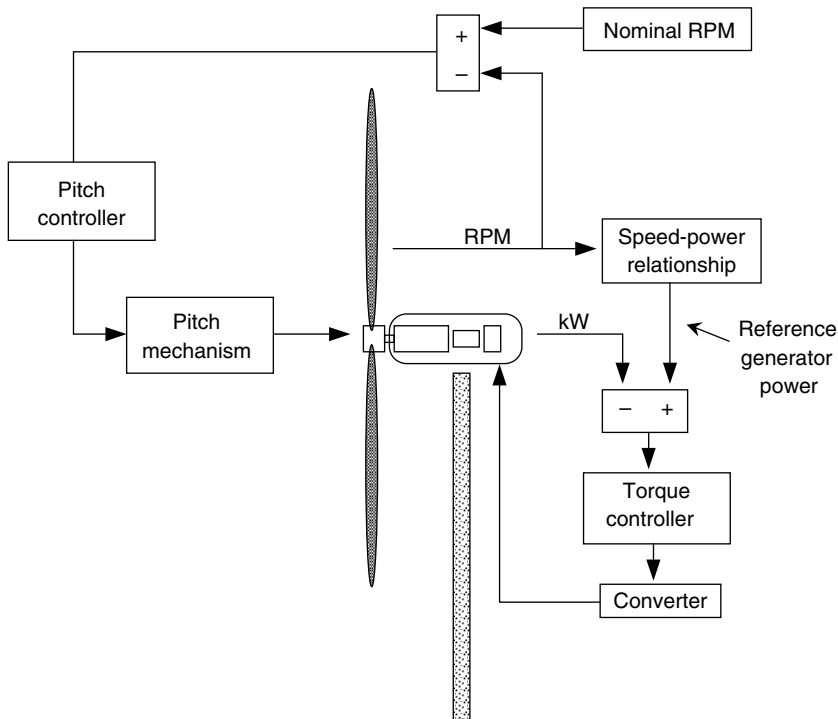 +
Nominal RPM
–
Pitch
controller
RPM
Speed-power
relationship
Pitch
mechanism
kW
Reference
generator
power
– +
Torque
controller
Converter